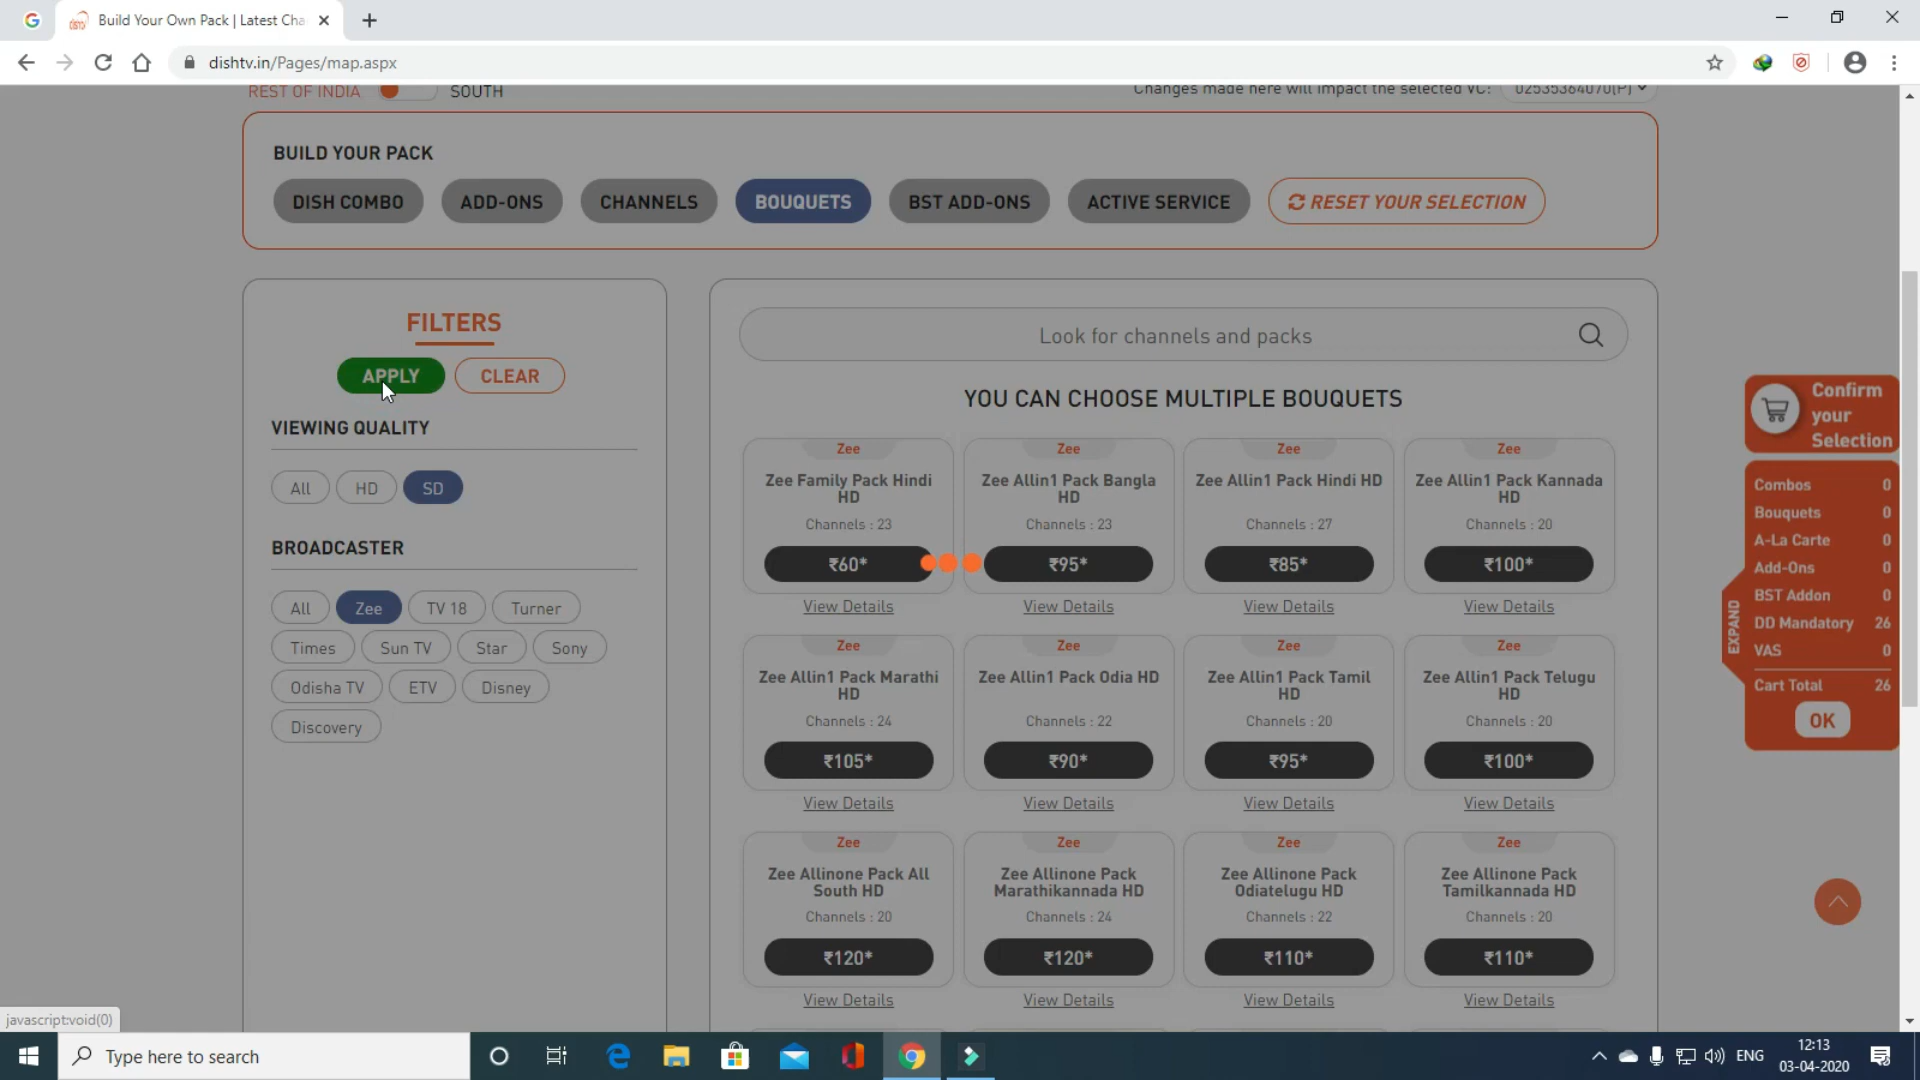 Build Your Own Pack | Latest Cha
dishtv.in/Pages/map.aspx
REST OF INDIA SOUTH
Changes made here will impact the selected VC: 02535364070(P)
BUILD YOUR PACK
DISH COMBO ADD-ONS CHANNELS BOUQUETS BST ADD-ONS ACTIVE SERVICE RESET YOUR SELECTION
FILTERS
APPLY CLEAR
VIEWING QUALITY
All HD SD
BROADCASTER
All Zee TV 18 Turner
Times Sun TV Star Sony
Odisha TV ETV Disney
Discovery
Look for channels and packs
YOU CAN CHOOSE MULTIPLE BOUQUETS
Zee
Zee Family Pack Hindi
HD
Channels : 23
₹60*
View Details
Zee
Zee Allin1 Pack Bangla
HD
Channels : 23
₹95*
View Details
Zee
Zee Allin1 Pack Hindi HD
Channels : 27
₹85*
View Details
Zee
Zee Allin1 Pack Kannada
HD
Channels : 20
₹100*
View Details
Zee
Zee Allin1 Pack Marathi
HD
Channels : 24
₹105*
View Details
Zee
Zee Allin1 Pack Odia HD
Channels : 22
₹90*
View Details
Zee
Zee Allin1 Pack Tamil
HD
Channels : 20
₹95*
View Details
Zee
Zee Allin1 Pack Telugu
HD
Channels : 20
₹100*
View Details
Zee
Zee Allinone Pack All
South HD
Channels : 20
₹120*
View Details
Zee
Zee Allinone Pack
Marathikannada HD
Channels : 24
₹120*
View Details
Zee
Zee Allinone Pack
Odiatelugu HD
Channels : 22
₹110*
View Details
Zee
Zee Allinone Pack
Tamilkannada HD
Channels : 20
₹110*
View Details
Confirm
your
Selection
EXPAND
Combos 0
Bouquets 0
A-La Carte 0
Add-Ons 0
BST Addon 0
DD Mandatory 26
VAS 0
Cart Total 26
OK
javascript:void(0)
Type here to search
ENG
12:13
03-04-2020